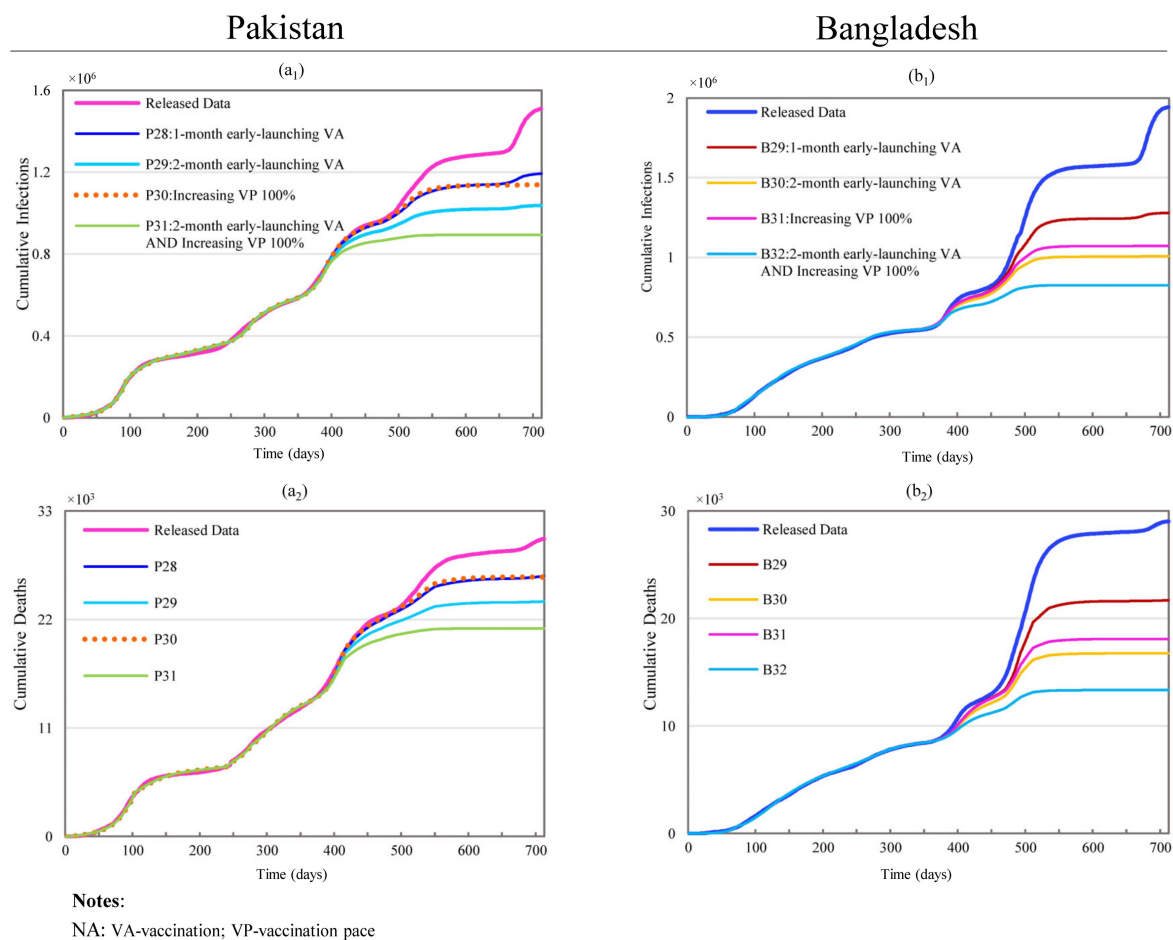 Pakistan
Bangladesh
(a1)
×10⁶
1.6
1.2
0.8
0.4
0
Cumulative Infections
Released Data
P28:1-month early-launching VA
P29:2-month early-launching VA
P30:Increasing VP 100%
P31:2-month early-launching VA
AND Increasing VP 100%
0 100 200 300 400 500 600 700
Time (days)
(b1)
×10⁶
2
1.5
1
0.5
0
Cumulative Infections
Released Data
B29:1-month early-launching VA
B30:2-month early-launching VA
B31:Increasing VP 100%
B32:2-month early-launching VA
AND Increasing VP 100%
0 100 200 300 400 500 600 700
Time (days)
(a2)
×10³
33
22
11
0
Cumulative Deaths
Released Data
P28
P29
P30
P31
0 100 200 300 400 500 600 700
Time (days)
(b2)
×10³
30
20
10
0
Cumulative Deaths
Released Data
B29
B30
B31
B32
0 100 200 300 400 500 600 700
Time (days)
Notes:
NA: VA-vaccination; VP-vaccination pace